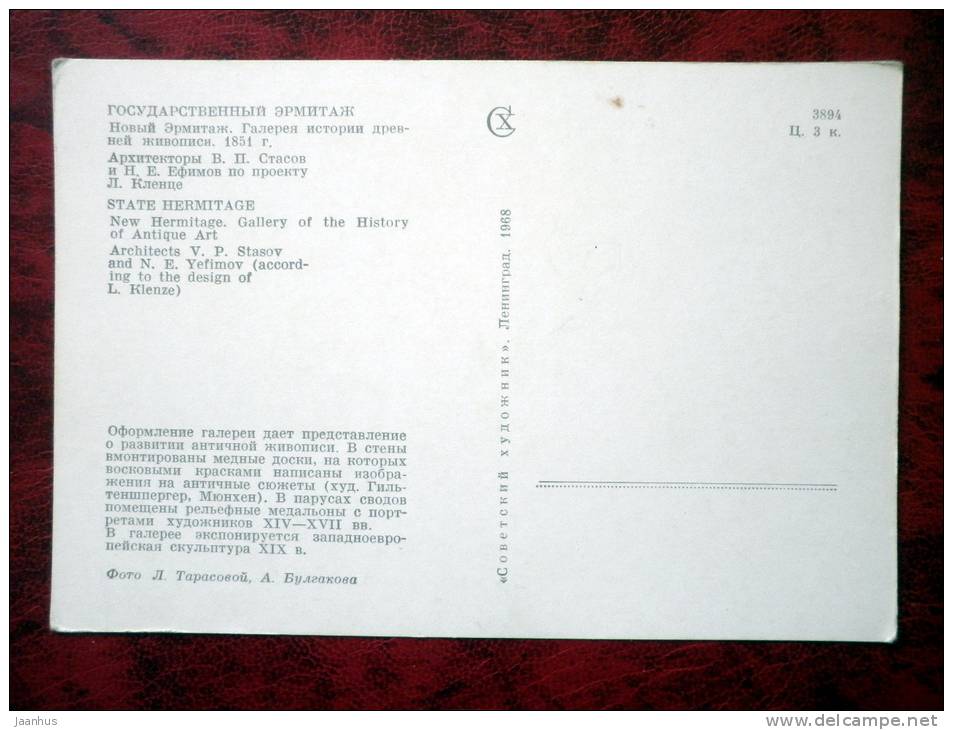 ГОСУДАРСТВЕННЫЙ ЭРМИТАЖ
Новый Эрмитаж. Галерея истории древ-
ней живописи. 1851 г.
Архитекторы В. П. Стасов
и Н. Е. Ефимов по проекту
Л. Кленце
STATE HERMITAGE
New Hermitage. Gallery of the History
of Antique Art
Architects V. P. Stasov
and N. E. Yefimov (accord-
ing to the design of
L. Klenze)
Оформление галереи дает представление
о развитии античной живописи. В стены
вмонтированы медные доски, на которых
восковыми красками написаны изобра-
жения на античные сюжеты (худ. Гиль-
теншпергер, Мюнхен). В парусах сводов
помещены рельефные медальоны с порт-
ретами художников XIV—XVII вв.
В галерее экспонируется западноевро-
пейская скульптура XIX в.
Фото Л. Тарасовой, А. Булгакова
СХ
«Советский художник». Ленинград. 1968
3894
Ц. 3 к.
Jaanhus
www.delcampe.net